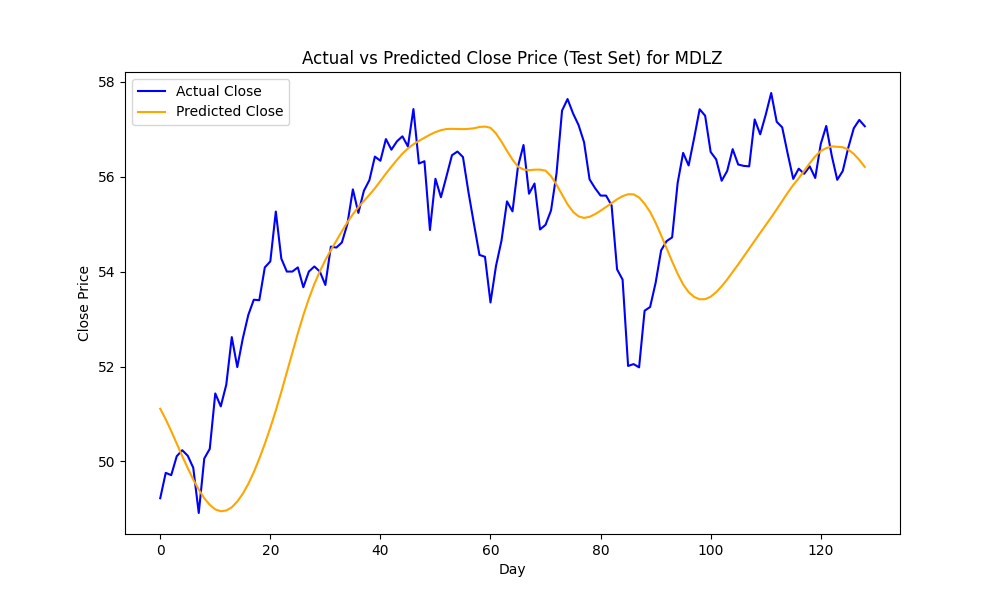 Actual vs Predicted Close Price (Test Set) for MDLZ
Actual Close
Predicted Close
58
56
54
52
50
Close Price
0 20 40 60 80 100 120
Day